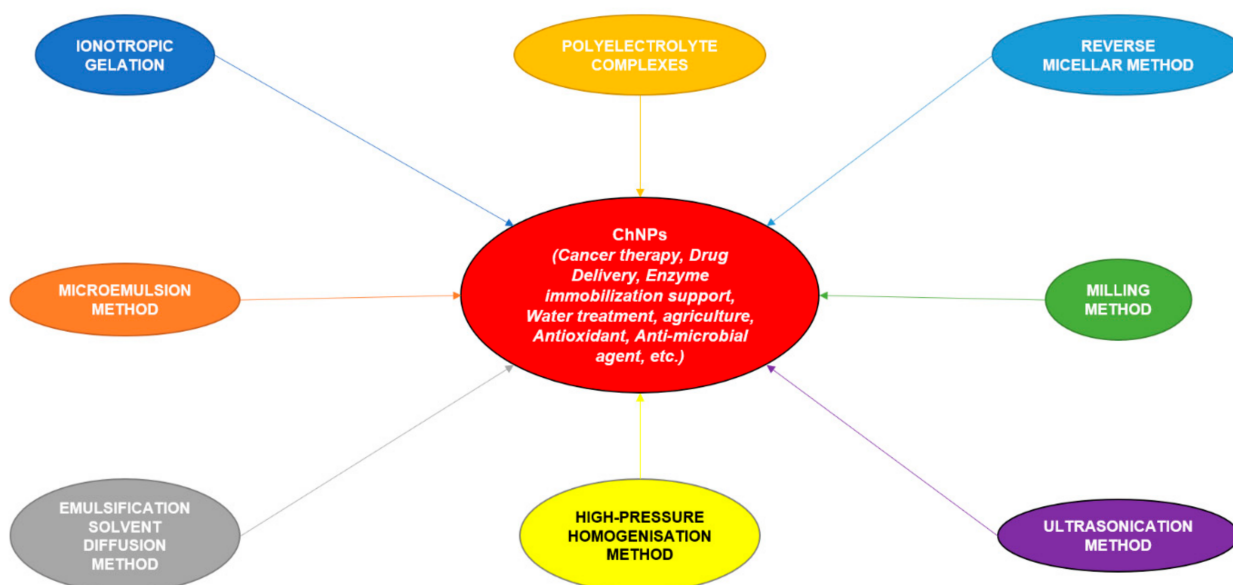 IONOTROPIC
GELATION
POLYELECTROLYTE
COMPLEXES
REVERSE
MICELLAR METHOD
ChNPs
(Cancer therapy, Drug
Delivery, Enzyme
immobilization support,
Water treatment, agriculture,
Antioxidant, Anti-microbial
agent, etc.)
MICROEMULSION
METHOD
MILLING
METHOD
EMULSIFICATION
SOLVENT
DIFFUSION
METHOD
HIGH-PRESSURE
HOMOGENISATION
METHOD
ULTRASONICATION
METHOD